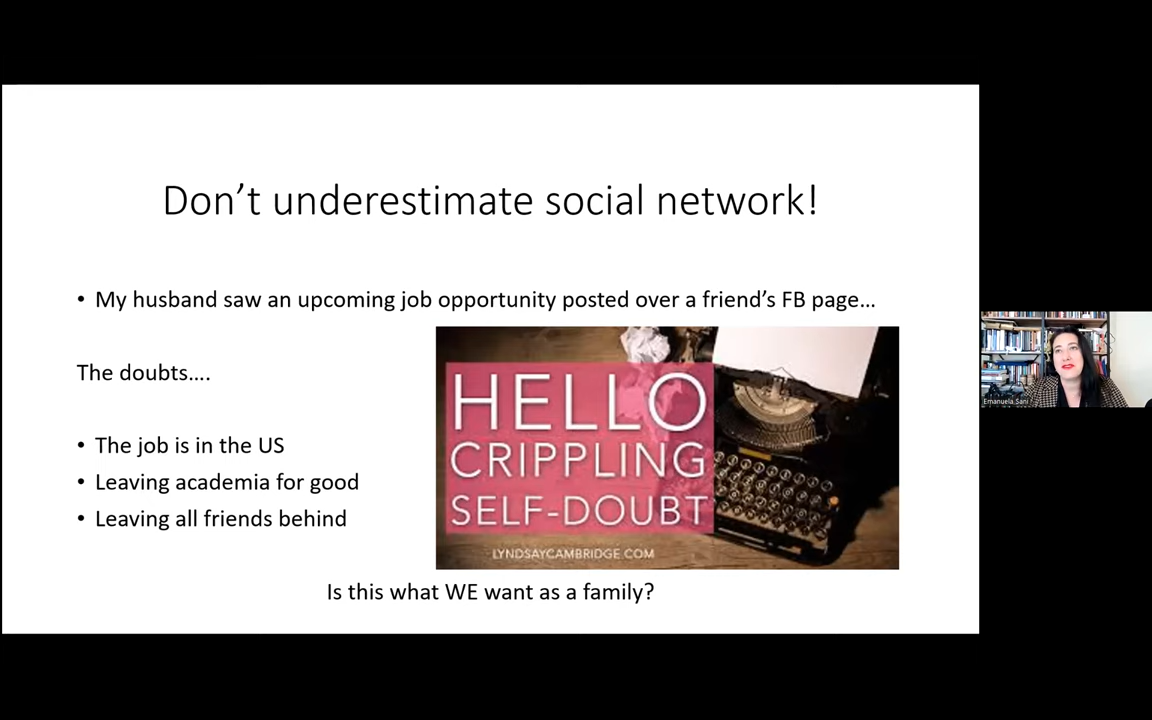 Don’t underestimate social network!
• My husband saw an upcoming job opportunity posted over a friend’s FB page...
The doubts....
• The job is in the US
• Leaving academia for good
• Leaving all friends behind
HELLO
CRIPPLING
SELF-DOUBT
LYNDSAYCAMBRIDGE.COM
Is this what WE want as a family?
Emanuela Sani